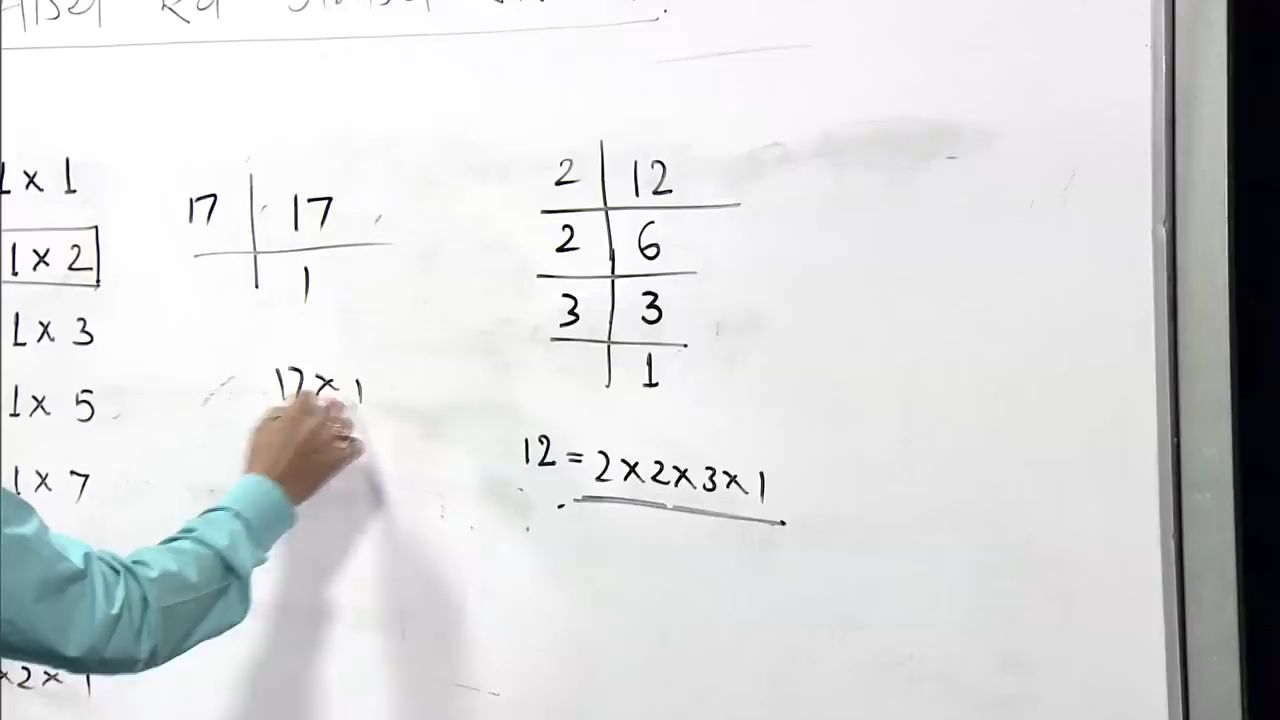 एवं
1 x 1
1 x 2
1 x 3
1 x 5
1 x 7
x 2 x 1
17 | 17
1
17 x 1
2 | 12
2 | 6
3 | 3
1
12 = 2 x 2 x 3 x 1